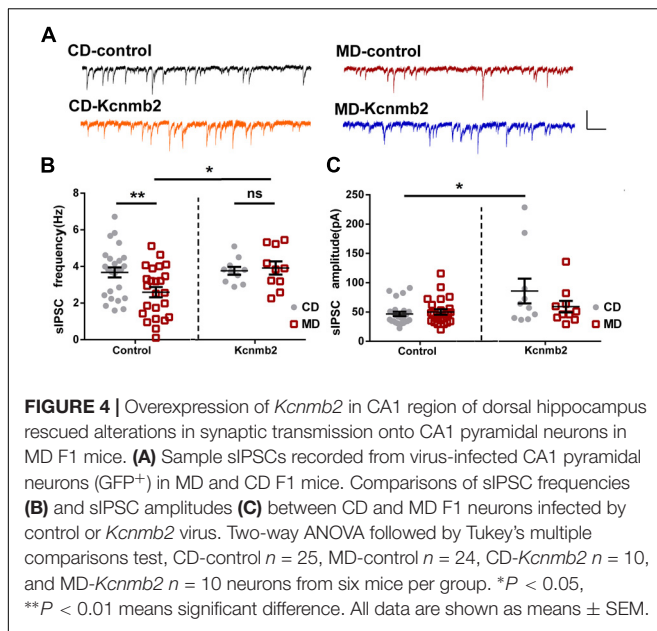 A
CD-control
MD-control
CD-Kcnmb2
MD-Kcnmb2
B
sIPSC frequency(Hz)
8
6
4
2
0
**
*
ns
CD
MD
Control
Kcnmb2
C
sIPSC amplitude(pA)
250
200
150
100
50
0
*
CD
MD
Control
Kcnmb2
FIGURE 4 | Overexpression of Kcnmb2 in CA1 region of dorsal hippocampus
rescued alterations in synaptic transmission onto CA1 pyramidal neurons in
MD F1 mice. (A) Sample sIPSCs recorded from virus-infected CA1 pyramidal
neurons (GFP⁺) in MD and CD F1 mice. Comparisons of sIPSC frequencies
(B) and sIPSC amplitudes (C) between CD and MD F1 neurons infected by
control or Kcnmb2 virus. Two-way ANOVA followed by Tukey's multiple
comparisons test, CD-control n = 25, MD-control n = 24, CD-Kcnmb2 n = 10,
and MD-Kcnmb2 n = 10 neurons from six mice per group. *P < 0.05,
**P < 0.01 means significant difference. All data are shown as means ± SEM.